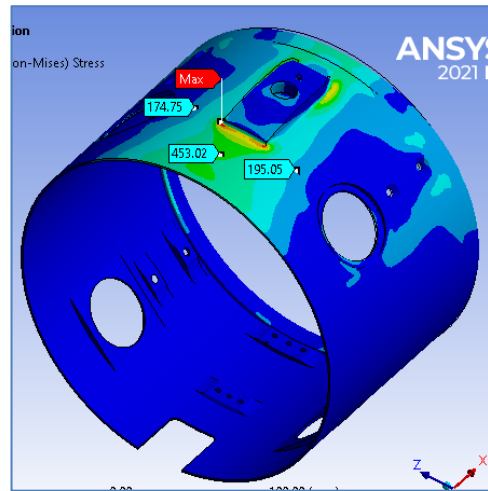 ion
on-Mises) Stress
ANSYS
2021
Max
174.75
453.02
195.05
Z
X